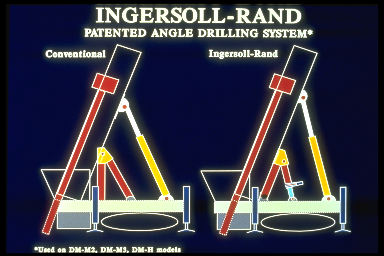 INGERSOLL-RAND
PATENTED ANGLE DRILLING SYSTEM*
Conventional Ingersoll-Rand
*Used on DM-M2, DM-M3, DM-H models